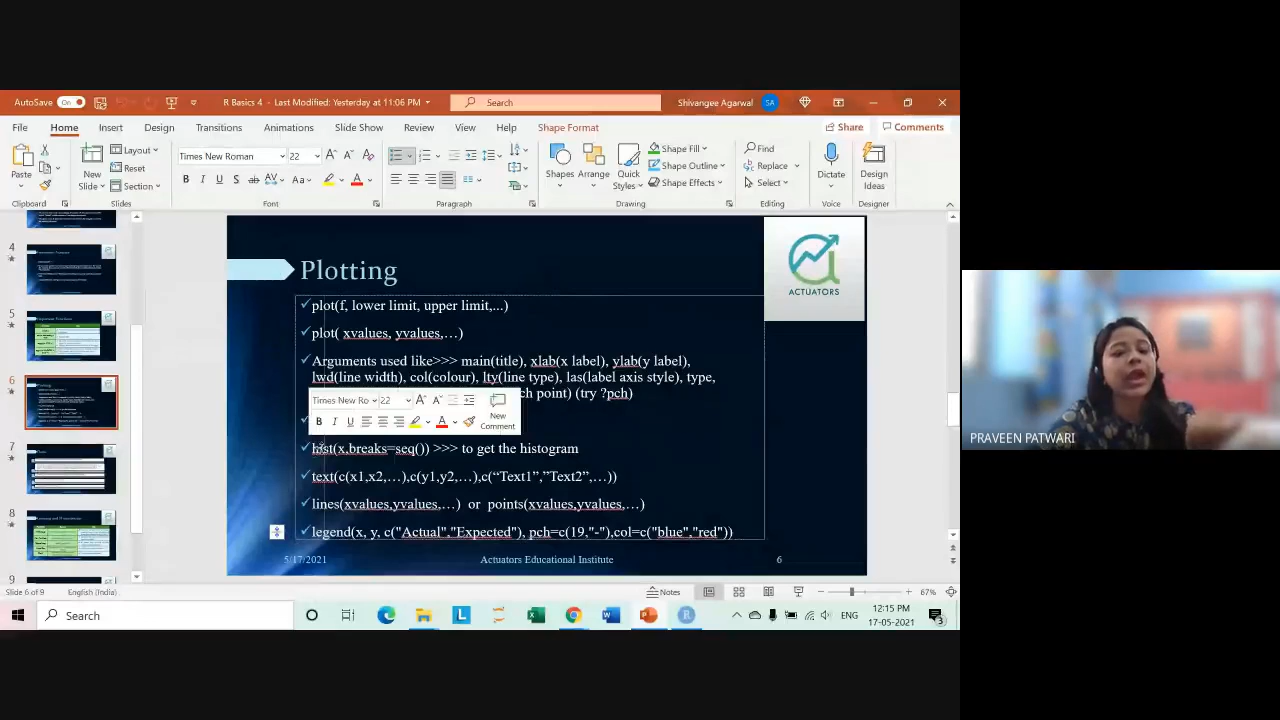 AutoSave On
R Basics 4 - Last Modified: Yesterday at 11:06 PM
Search
Shivangee Agarwal SA
File Home Insert Design Transitions Animations Slide Show Review View Help Shape Format
Share Comments
Paste
New Slide
Layout
Reset
Section
Times New Roman 22
Shapes Arrange Quick Styles
Shape Fill
Shape Outline
Shape Effects
Find
Replace
Select
Dictate
Design Ideas
Clipboard Slides Font Paragraph Drawing Editing Voice Designer
4
5
6
7
8
9
Plotting
ACTUATORS
plot(f, lower limit, upper limit,...)
plot( xvalues, yvalues,…)
Arguments used like>>> main(title), xlab(x label), ylab(y label),
lwd(line width), col(colour), lty(line type), las(label axis style), type,
point) (try ?pch)
Times New Ro 22
New
Comment
hist(x,breaks=seq()) >>> to get the histogram
text(c(x1,x2,…),c(y1,y2,…),c(“Text1”,”Text2”,…))
lines(xvalues,yvalues,…) or points(xvalues,yvalues,…)
legend(x, y, c("Actual","Expected"), pch=c(19,"-"),col=c("blue","red"))
5/17/2021 Actuators Educational Institute 6
PRAVEEN PATWARI
Slide 6 of 9 English (India)
Notes
67%
Search
ENG
12:15 PM
17-05-2021
3